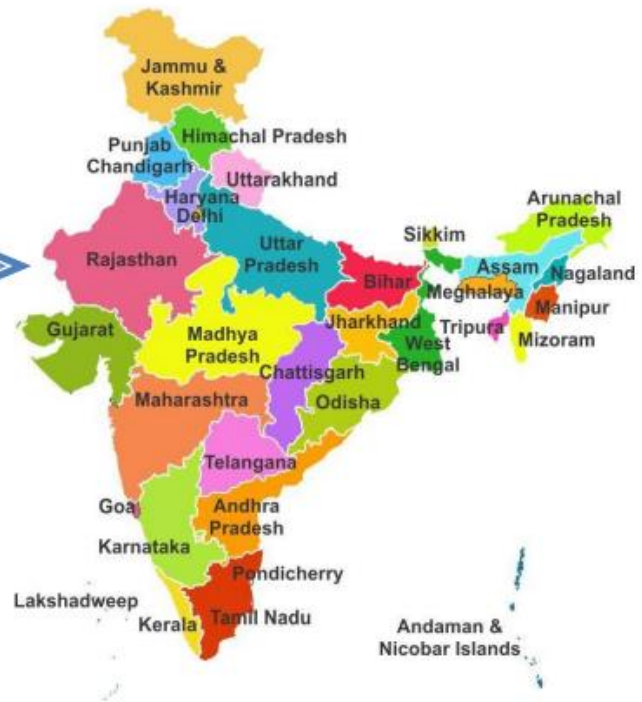 Jammu &
Kashmir
Himachal Pradesh
Punjab
Chandigarh
Uttarakhand
Haryana
Delhi
Arunachal
Pradesh
Sikkim
Rajasthan
Uttar
Pradesh
Assam
Nagaland
Bihar
Meghalaya
Manipur
Gujarat
Madhya
Pradesh
Jharkhand
Tripura
West
Bengal
Mizoram
Chattisgarh
Maharashtra
Odisha
Telangana
Goa
Andhra
Pradesh
Karnataka
Pondicherry
Lakshadweep
Kerala
Tamil Nadu
Andaman &
Nicobar Islands